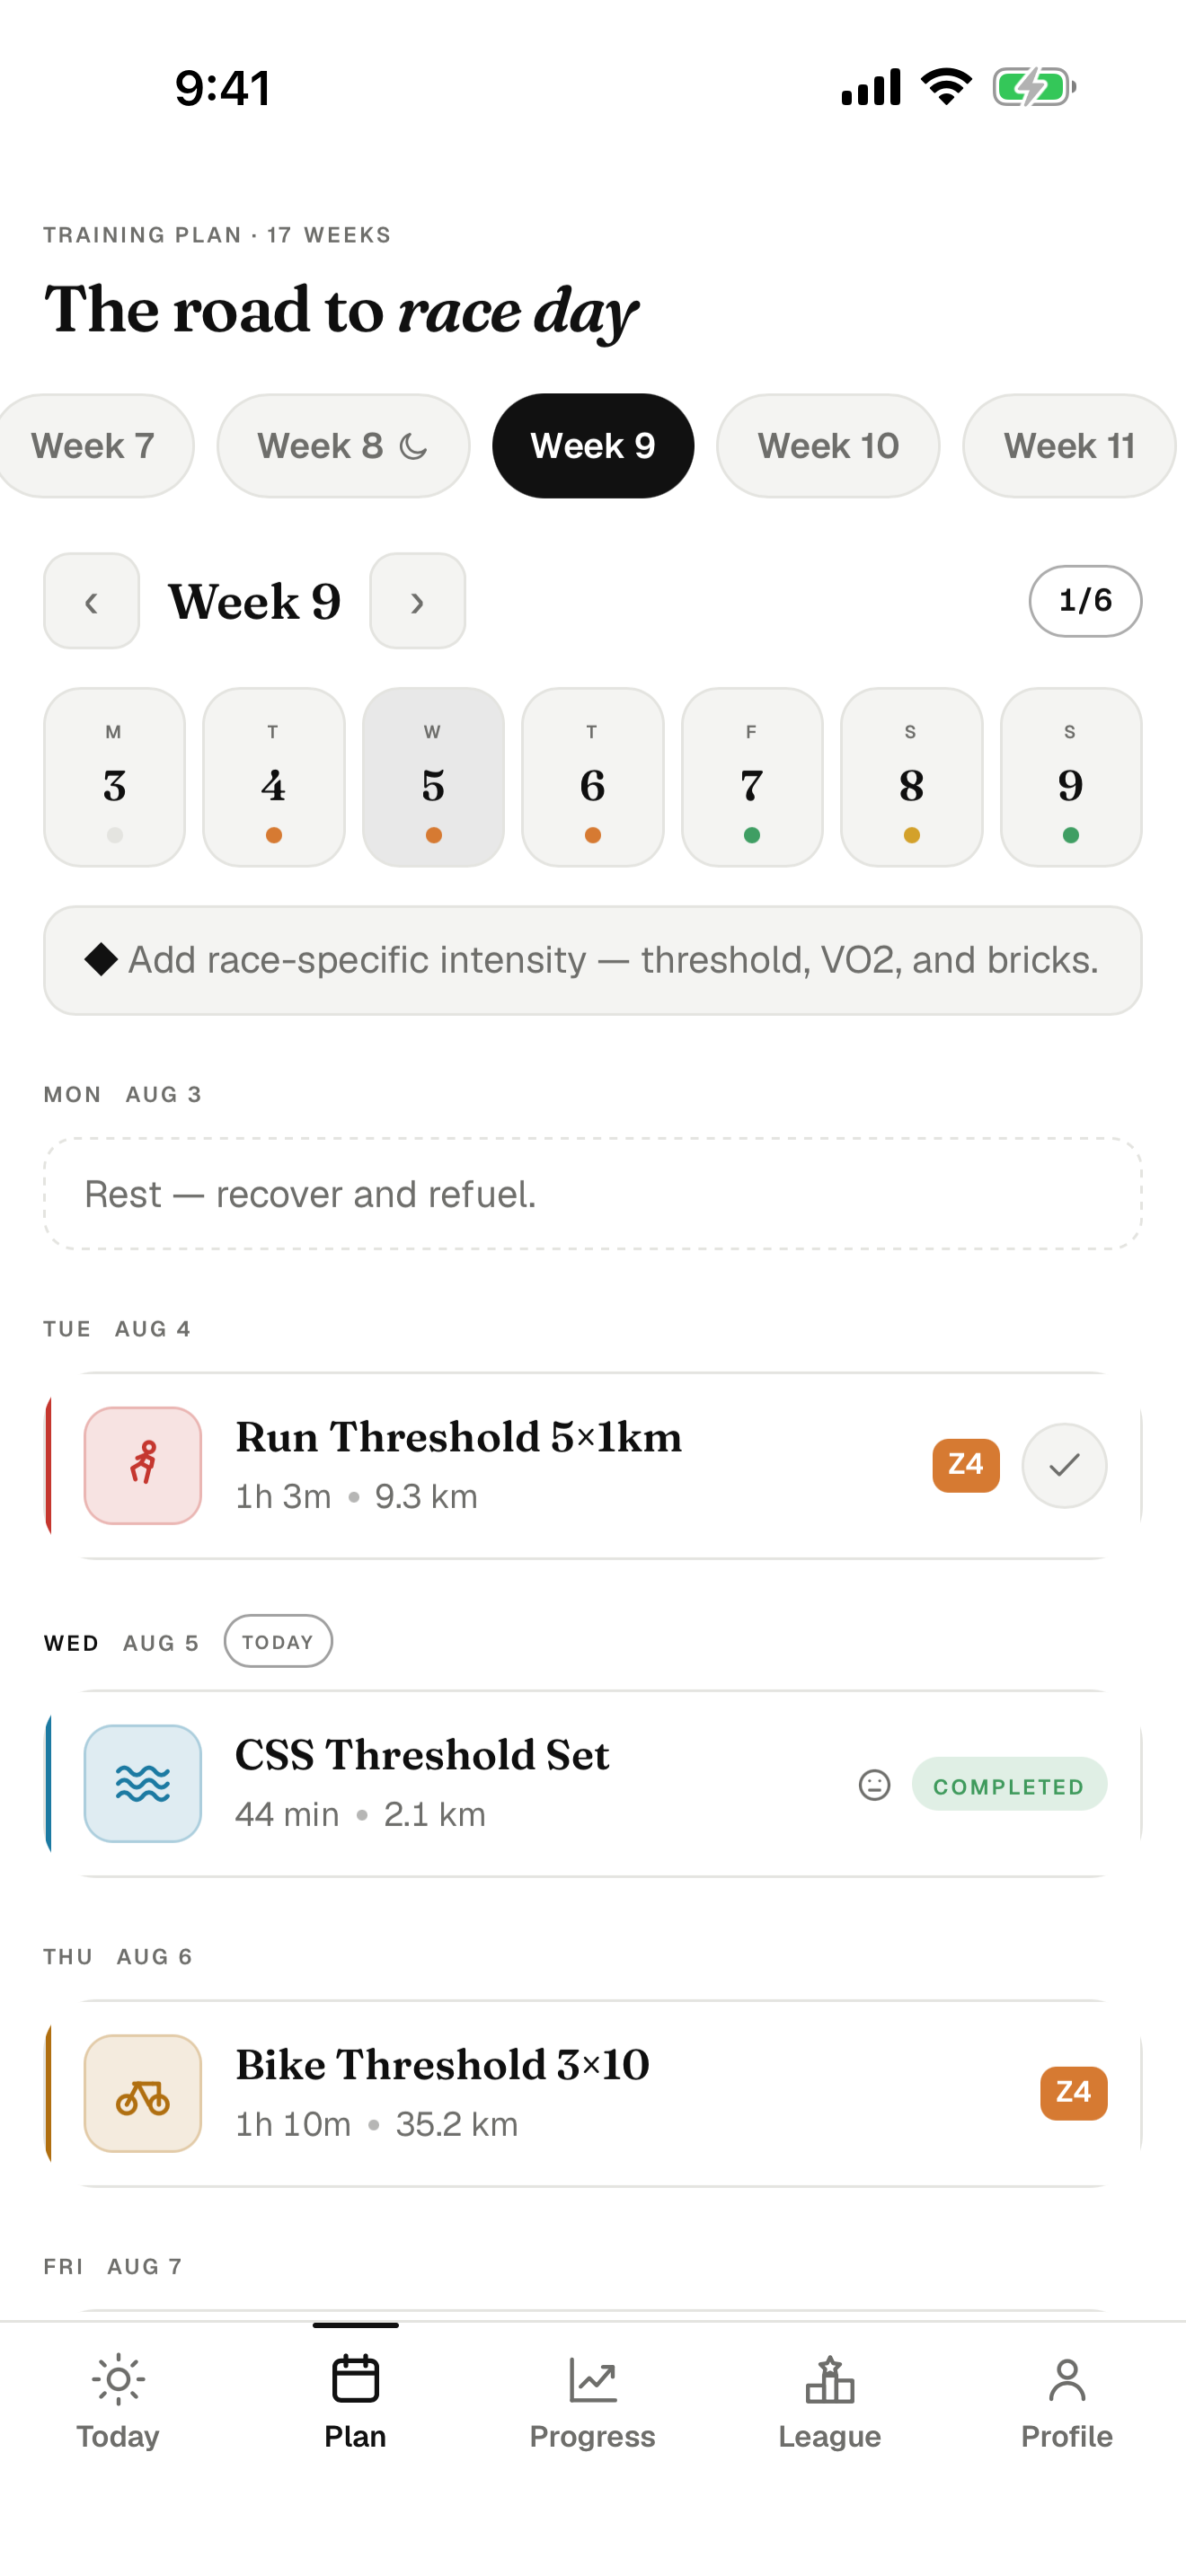 9:41
TRAINING PLAN · 17 WEEKS
The road to race day
Week 7 Week 8 Week 9 Week 10 Week 11
‹ Week 9 › 1/6
M T W T F S S
3 4 5 6 7 8 9
◆ Add race-specific intensity — threshold, VO2, and bricks.
MON AUG 3
Rest — recover and refuel.
TUE AUG 4
Run Threshold 5×1km
1h 3m • 9.3 km
Z4
WED AUG 5 TODAY
CSS Threshold Set
44 min • 2.1 km
COMPLETED
THU AUG 6
Bike Threshold 3×10
1h 10m • 35.2 km
Z4
FRI AUG 7
Today Plan Progress League Profile